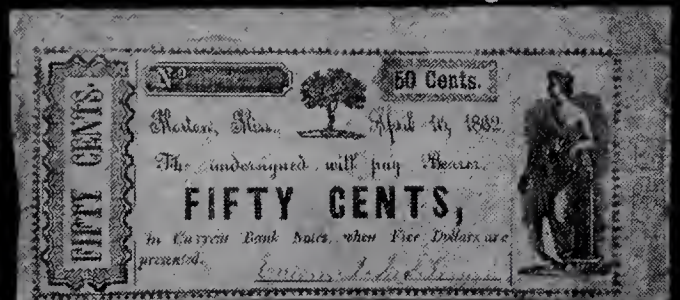 FIFTY CENTS.
Nº
50 Cents.
Morton, Miss., April 16, 1862
The undersigned will pay Bearer
FIFTY CENTS,
In Current Bank Notes, when Five Dollars are
presented.